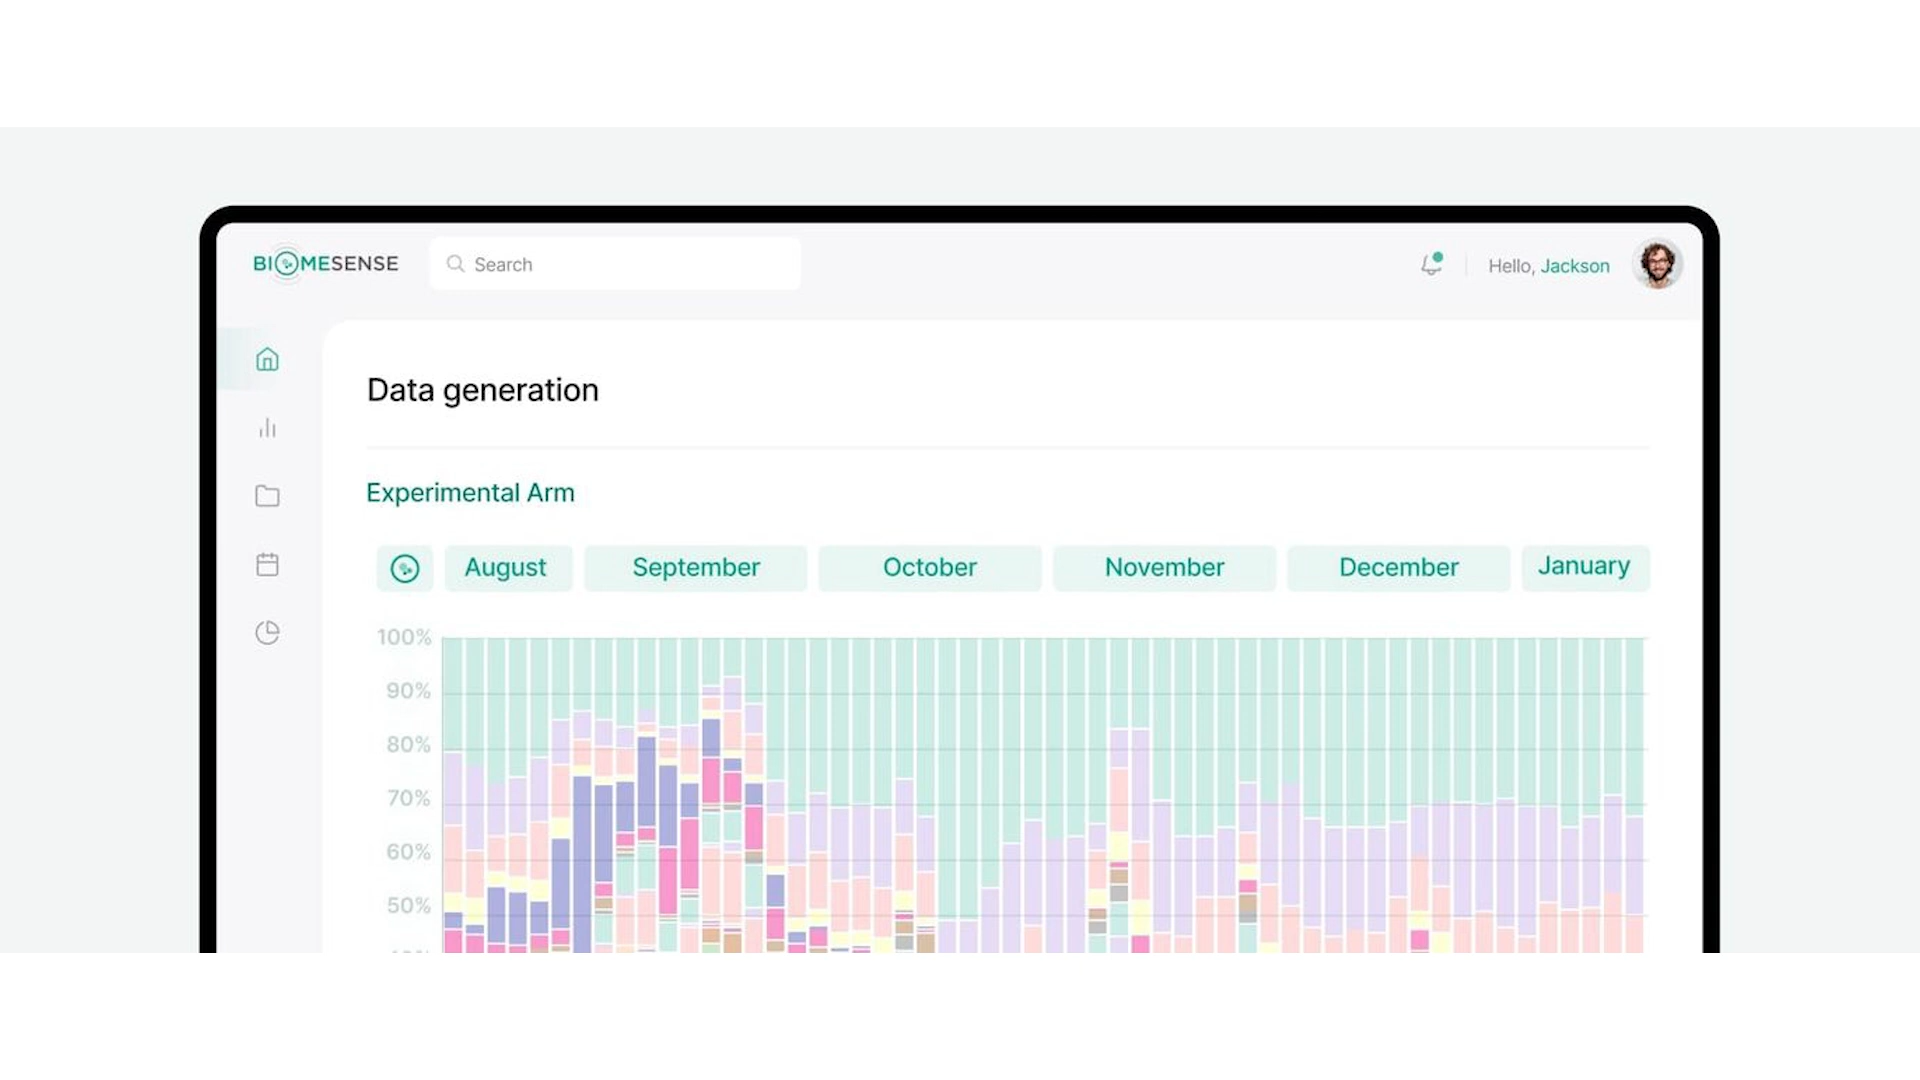 BIOMESENSE
Search
Hello, Jackson
Data generation
Experimental Arm
August September October November December January
100%
90%
80%
70%
60%
50%